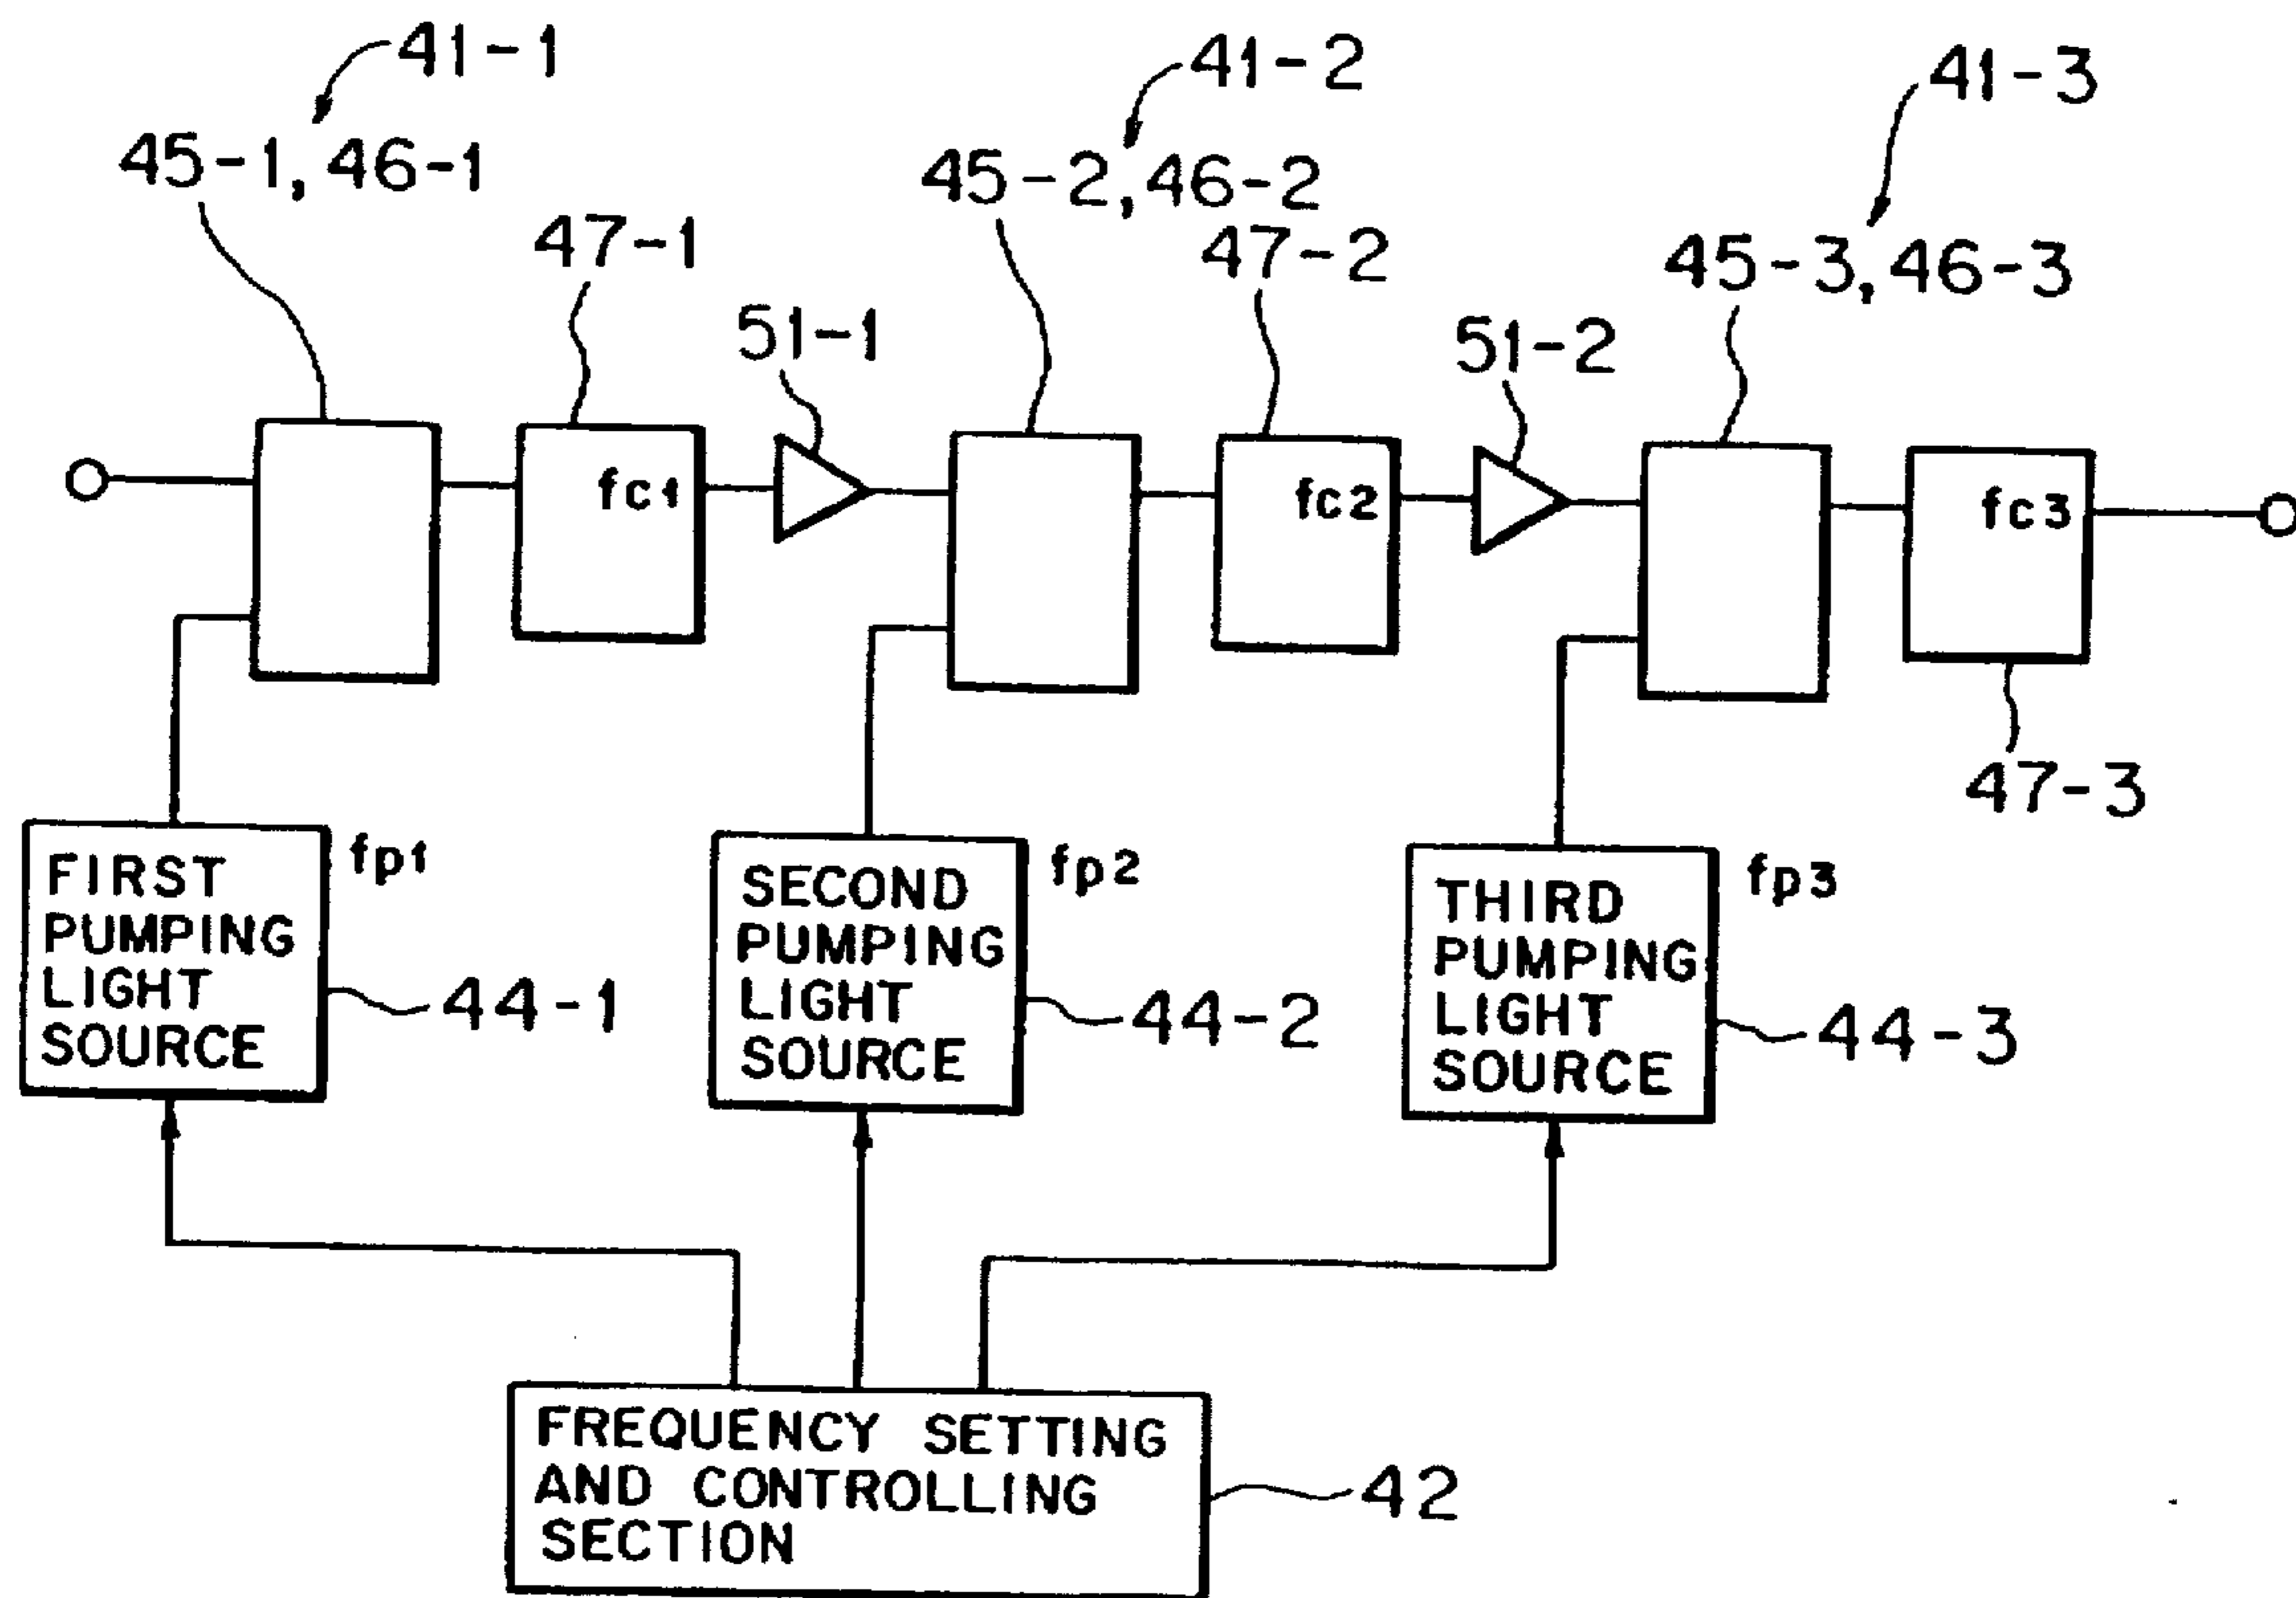 41-1
41-2
41-3
45-1, 46-1
45-2, 46-2
45-3, 46-3
47-1
47-2
51-1
51-2
fc1
fc2
fc3
47-3
FIRST
PUMPING
LIGHT
SOURCE
fp1
44-1
SECOND
PUMPING
LIGHT
SOURCE
fp2
44-2
THIRD
PUMPING
LIGHT
SOURCE
fp3
44-3
FREQUENCY SETTING
AND CONTROLLING
SECTION
42